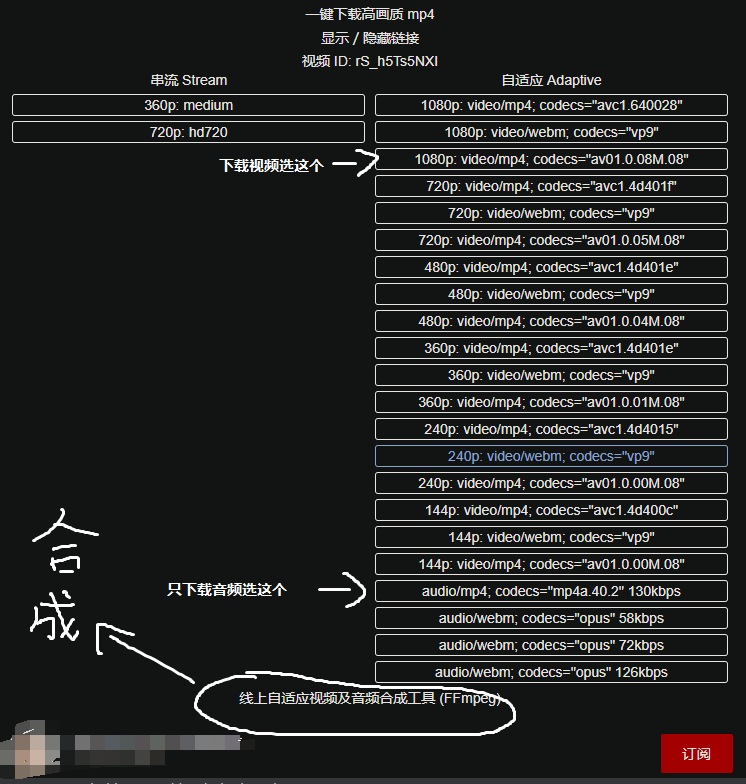 一键下载高画质 mp4
显示 / 隐藏链接
视频 ID: rS_h5Ts5NXI
串流 Stream
360p: medium
720p: hd720
自适应 Adaptive
1080p: video/mp4; codecs="avc1.640028"
1080p: video/webm; codecs="vp9"
下载视频选这个
1080p: video/mp4; codecs="av01.0.08M.08"
720p: video/mp4; codecs="avc1.4d401f"
720p: video/webm; codecs="vp9"
720p: video/mp4; codecs="av01.0.05M.08"
480p: video/mp4; codecs="avc1.4d401e"
480p: video/webm; codecs="vp9"
480p: video/mp4; codecs="av01.0.04M.08"
360p: video/mp4; codecs="avc1.4d401e"
360p: video/webm; codecs="vp9"
360p: video/mp4; codecs="av01.0.01M.08"
240p: video/mp4; codecs="avc1.4d4015"
240p: video/webm; codecs="vp9"
240p: video/mp4; codecs="av01.0.00M.08"
144p: video/mp4; codecs="avc1.4d400c"
144p: video/webm; codecs="vp9"
144p: video/mp4; codecs="av01.0.00M.08"
只下载音频选这个
audio/mp4; codecs="mp4a.40.2" 130kbps
audio/webm; codecs="opus" 58kbps
audio/webm; codecs="opus" 72kbps
audio/webm; codecs="opus" 126kbps
合成
线上自适应视频及音频合成工具 (FFmpeg)
订阅